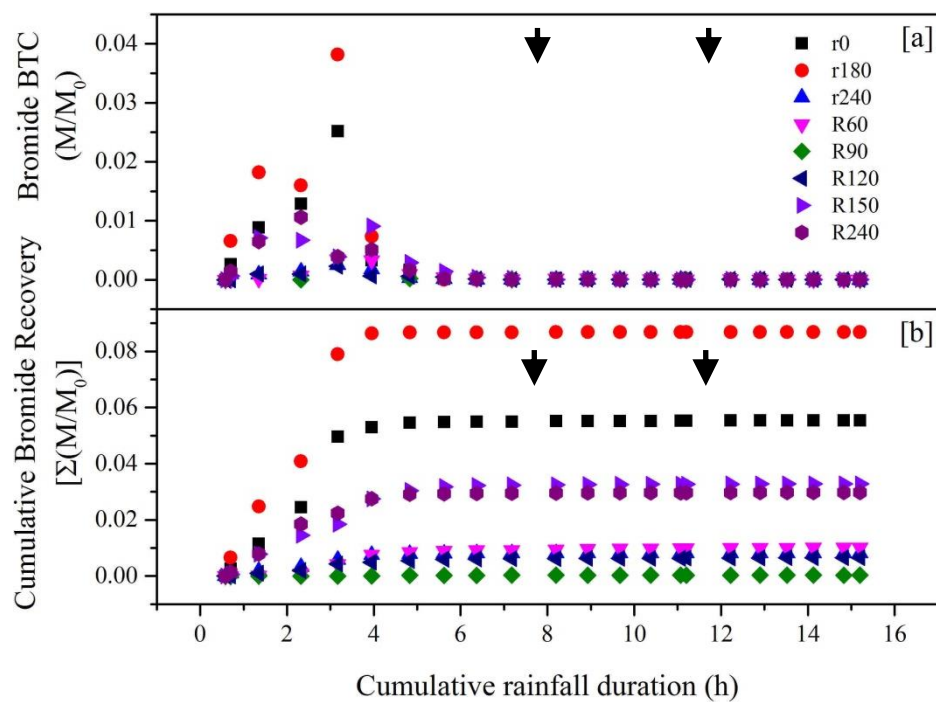 Bromide BTC
(M/M₀)
0.04
0.03
0.02
0.01
0.00
[a]
r0
r180
r240
R60
R90
R120
R150
R240
Cumulative Bromide Recovery
[Σ(M/M₀)]
0.08
0.06
0.04
0.02
0.00
[b]
0 2 4 6 8 10 12 14 16
Cumulative rainfall duration (h)